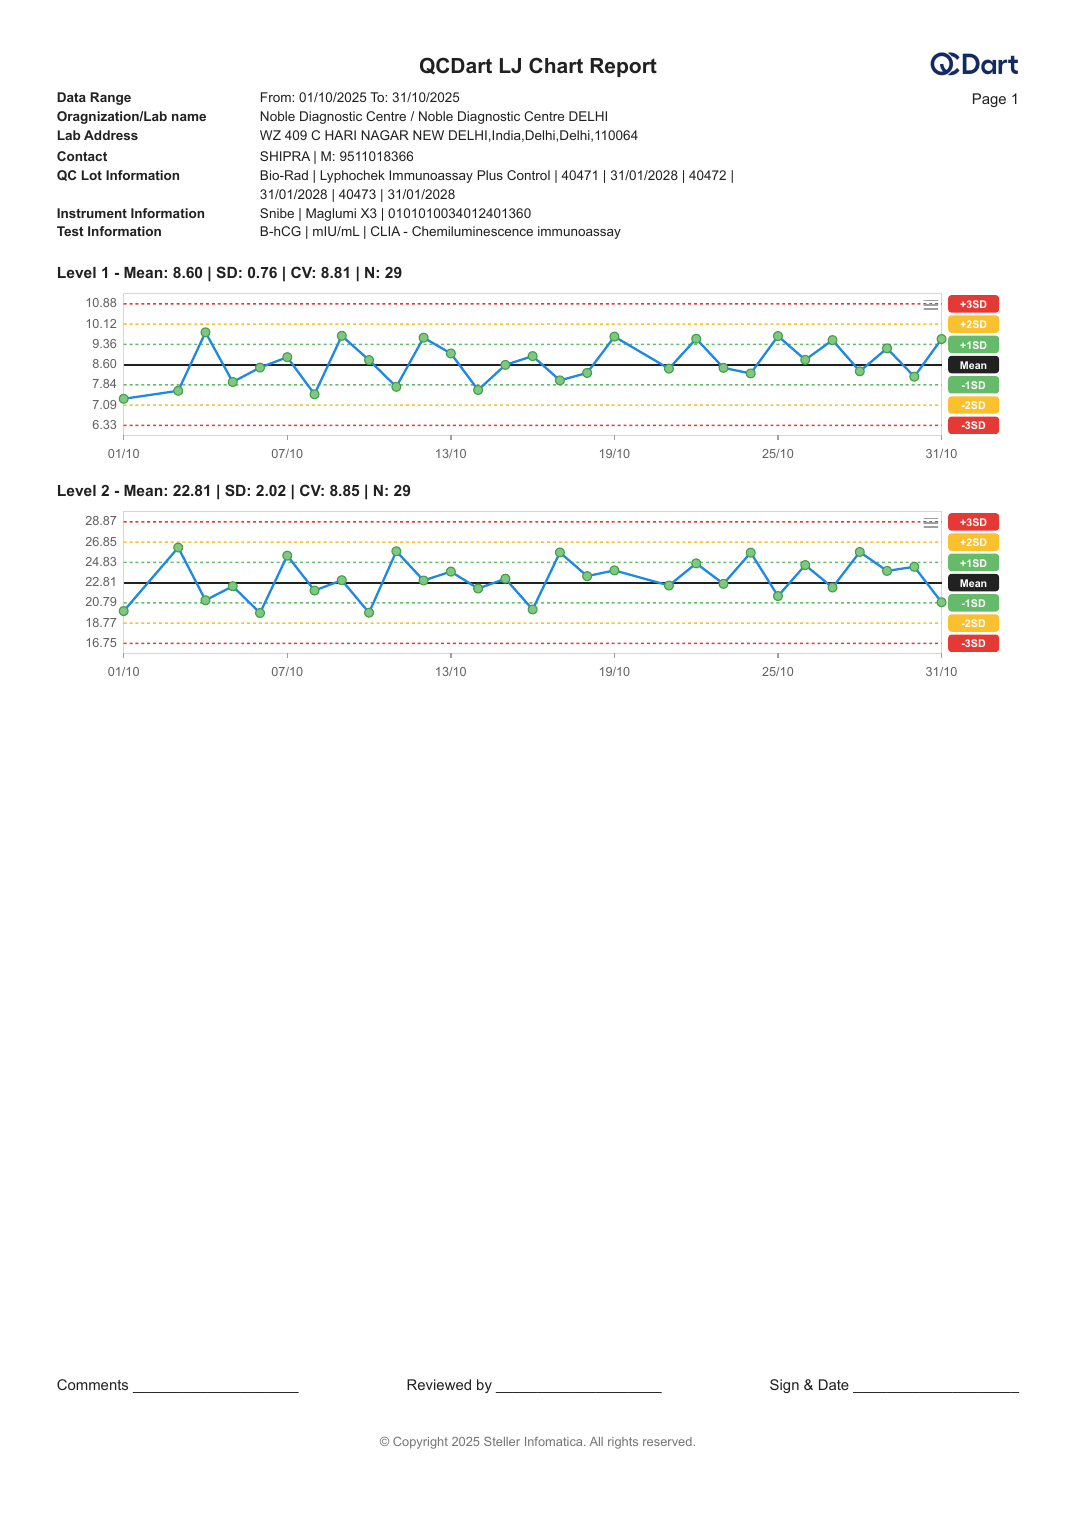 QCDart LJ Chart Report
QCDart
Page 1
Data Range From: 01/10/2025 To: 31/10/2025
Oragnization/Lab name Noble Diagnostic Centre / Noble Diagnostic Centre DELHI
Lab Address WZ 409 C HARI NAGAR NEW DELHI,India,Delhi,Delhi,110064
Contact SHIPRA | M: 9511018366
QC Lot Information Bio-Rad | Lyphochek Immunoassay Plus Control | 40471 | 31/01/2028 | 40472 |
31/01/2028 | 40473 | 31/01/2028
Instrument Information Snibe | Maglumi X3 | 0101010034012401360
Test Information B-hCG | mIU/mL | CLIA - Chemiluminescence immunoassay
Level 1 - Mean: 8.60 | SD: 0.76 | CV: 8.81 | N: 29
10.88 +3SD
10.12 +2SD
9.36 +1SD
8.60 Mean
7.84 -1SD
7.09 -2SD
6.33 -3SD
01/10 07/10 13/10 19/10 25/10 31/10
Level 2 - Mean: 22.81 | SD: 2.02 | CV: 8.85 | N: 29
28.87 +3SD
26.85 +2SD
24.83 +1SD
22.81 Mean
20.79 -1SD
18.77 -2SD
16.75 -3SD
01/10 07/10 13/10 19/10 25/10 31/10
Comments ____________________ Reviewed by ____________________ Sign & Date ____________________
© Copyright 2025 Steller Infomatica. All rights reserved.